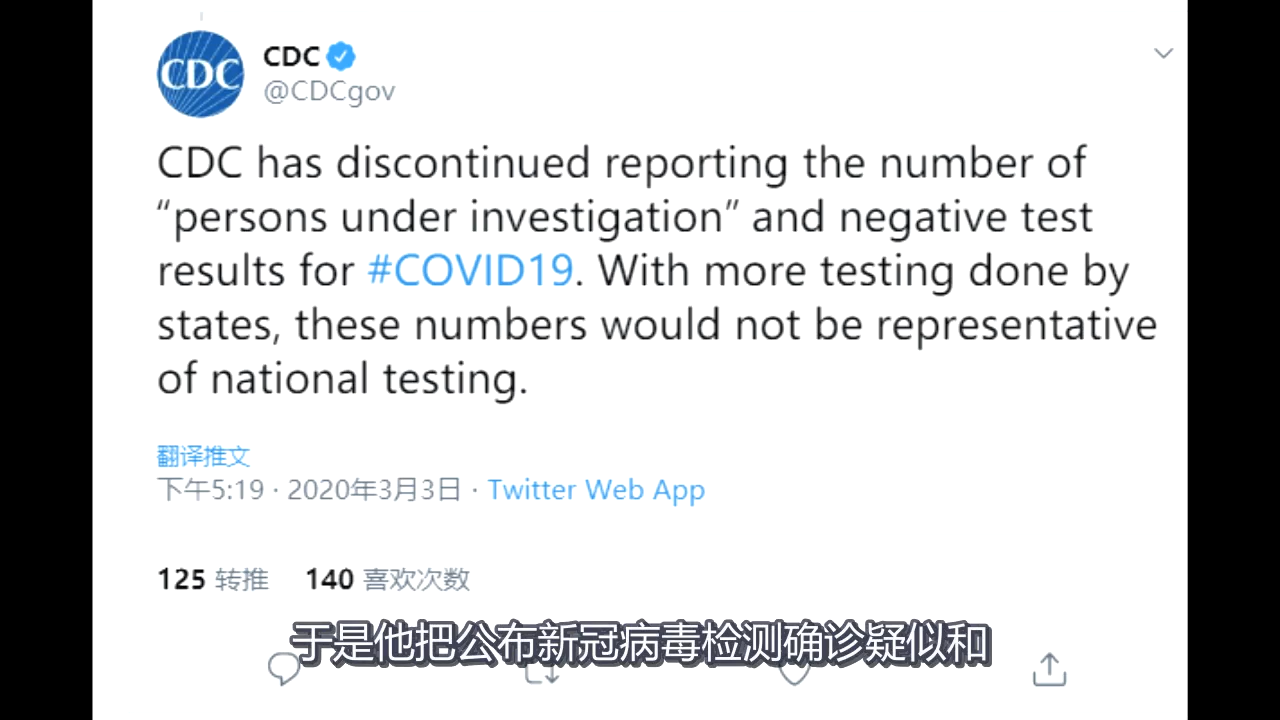 CDC
CDC
@CDCgov
CDC has discontinued reporting the number of
“persons under investigation” and negative test
results for #COVID19. With more testing done by
states, these numbers would not be representative
of national testing.
翻译推文
下午5:19 · 2020年3月3日 · Twitter Web App
125 转推 140 喜欢次数
于是他把公布新冠病毒检测确诊疑似和